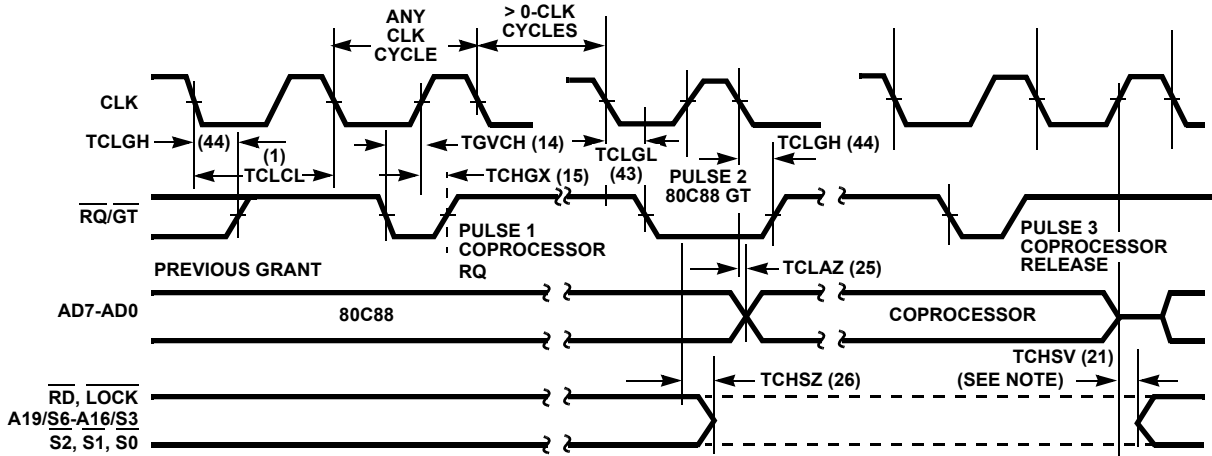 ANY
CLK
CYCLE
> 0-CLK
CYCLES
CLK
TCLGH
(44)
(1)
TCLCL
TGVCH (14)
TCHGX (15)
TCLGL
(43)
PULSE 2
80C88 GT
TCLGH (44)
RQ/GT
PULSE 1
COPROCESSOR
RQ
PULSE 3
COPROCESSOR
RELEASE
PREVIOUS GRANT
TCLAZ (25)
AD7-AD0
80C88
COPROCESSOR
TCHSZ (26)
TCHSV (21)
(SEE NOTE)
RD, LOCK
A19/S6-A16/S3
S2, S1, S0